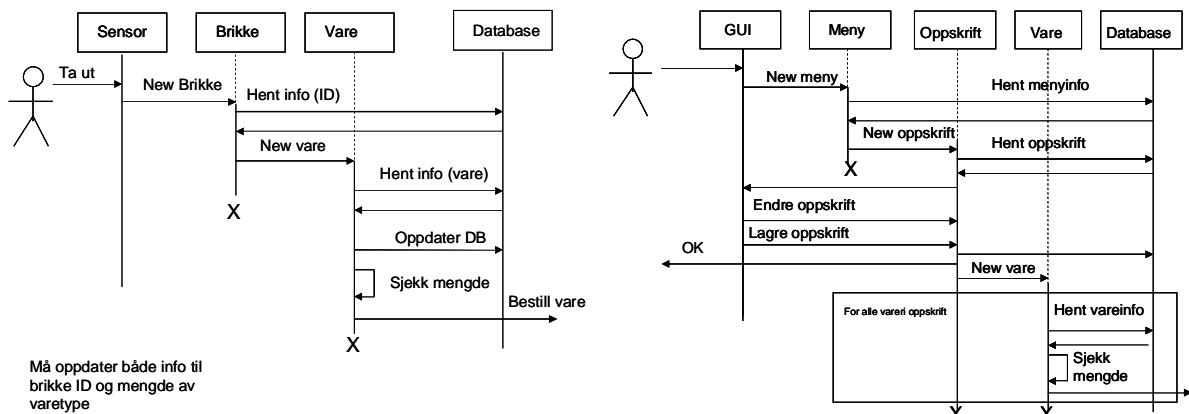 Sensor
Brikke
Vare
Database
Ta ut
New Brikke
Hent info (ID)
New vare
Hent info (vare)
X
Oppdater DB
Sjekk mengde
Bestill vare
X
Må oppdater både info til
brikke ID og mengde av
varetype
GUI
Meny
Oppskrift
Vare
Database
New meny
Hent menyinfo
New oppskrift
Hent oppskrift
X
Endre oppskrift
Lagre oppskrift
OK
New vare
For alle vareri oppskrift
Hent vareinfo
Sjekk
mengde
X
X